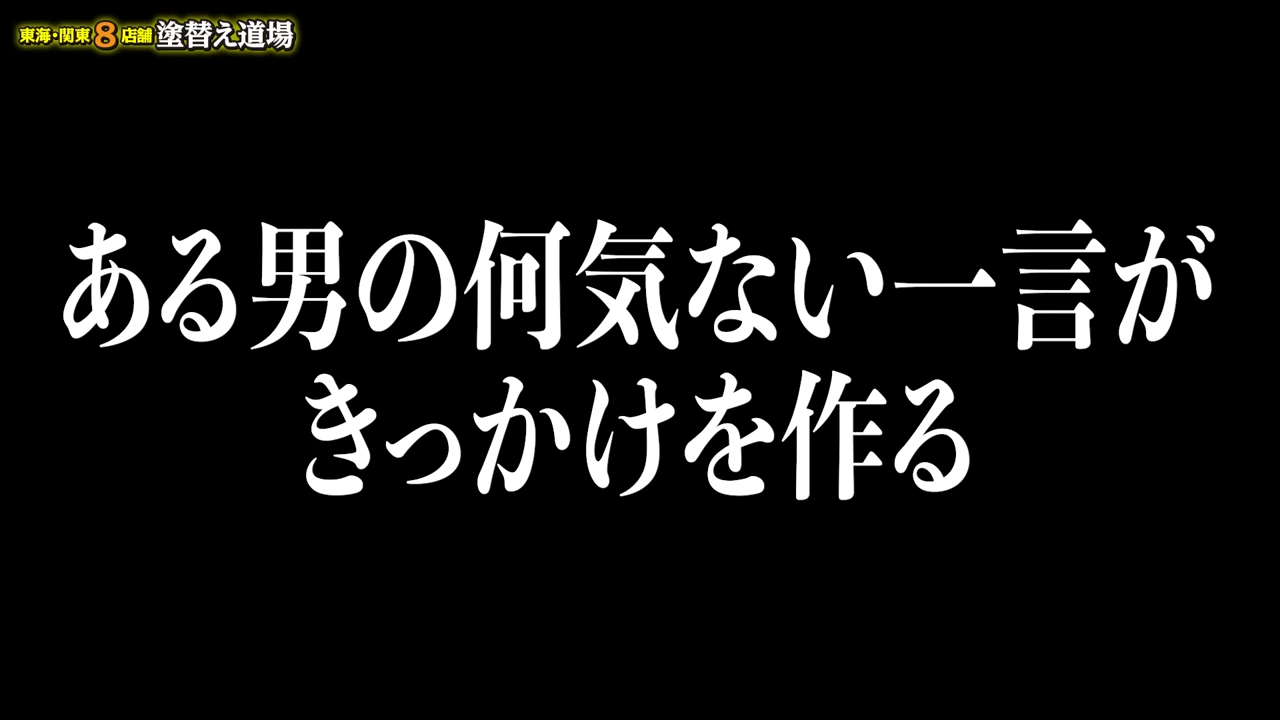 東海・関東8店舗塗替え道場
ある男の何気ない一言が
きっかけを作る